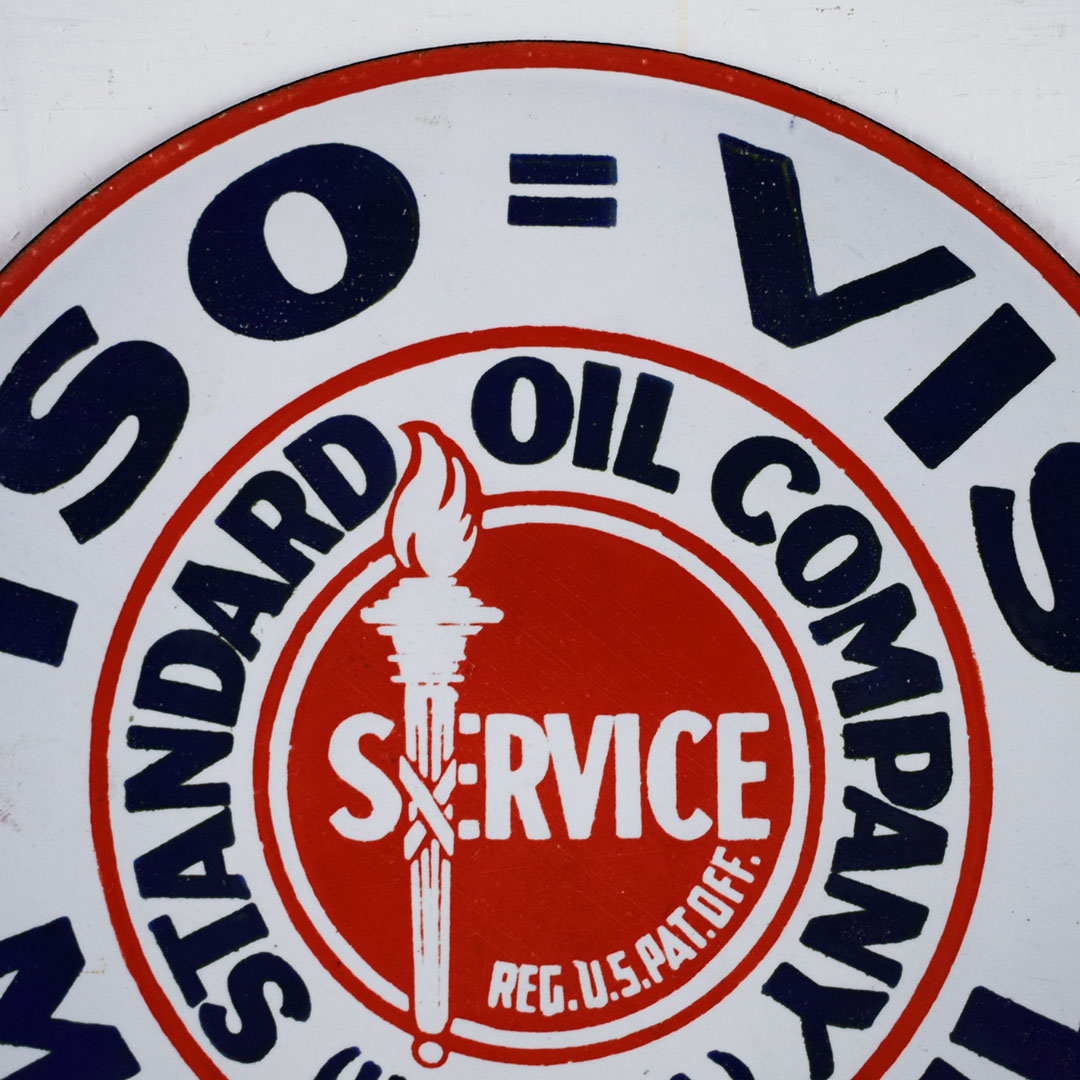 ISO=VIS
STANDARD OIL COMPANY
SERVICE
REG.U.S.PAT.OFF.